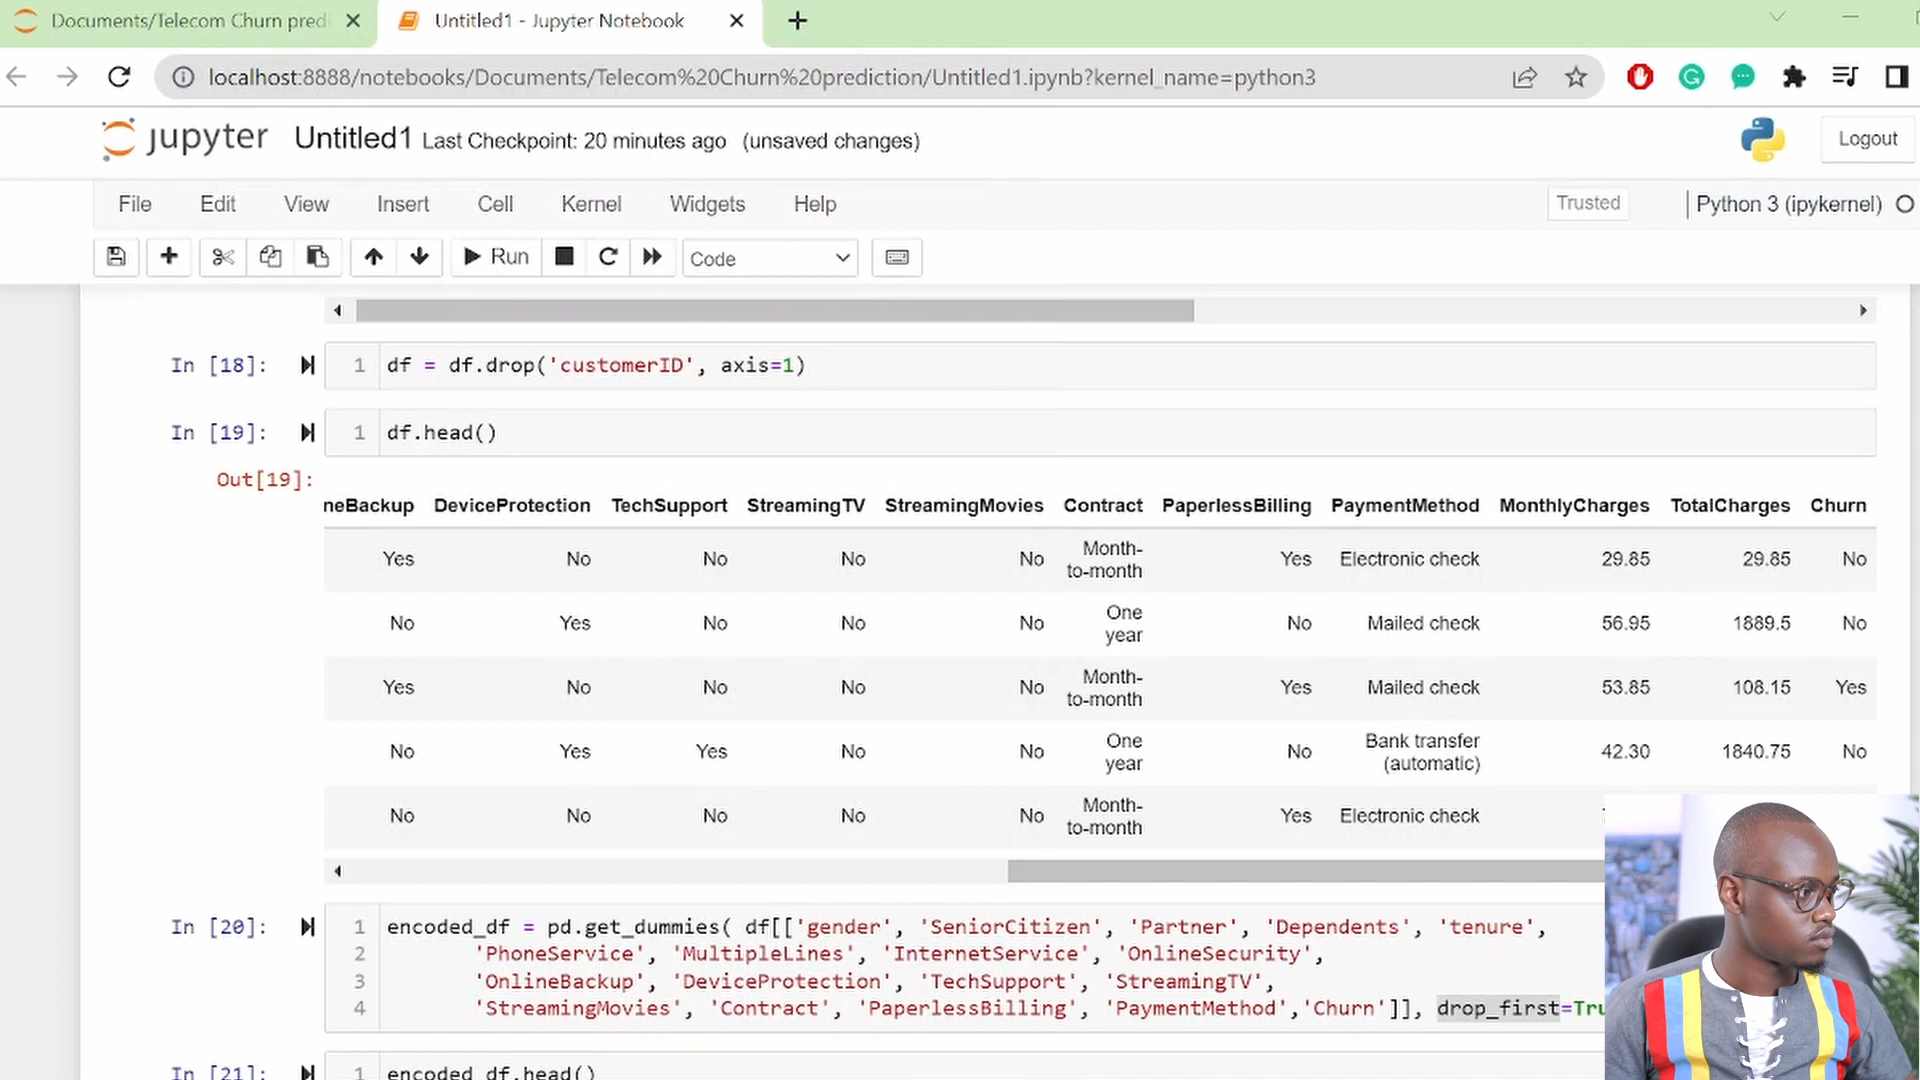 Documents/Telecom Churn pred
Untitled1 - Jupyter Notebook
localhost:8888/notebooks/Documents/Telecom%20Churn%20prediction/Untitled1.ipynb?kernel_name=python3
jupyter Untitled1 Last Checkpoint: 20 minutes ago (unsaved changes)
Logout
File Edit View Insert Cell Kernel Widgets Help
Trusted
Python 3 (ipykernel)
Run
Code
In [18]: 1 df = df.drop('customerID', axis=1)
In [19]: 1 df.head()
Out[19]:
neBackup DeviceProtection TechSupport StreamingTV StreamingMovies Contract PaperlessBilling PaymentMethod MonthlyCharges TotalCharges Churn
Yes No No No No Month-to-month Yes Electronic check 29.85 29.85 No
No Yes No No No One year No Mailed check 56.95 1889.5 No
Yes No No No No Month-to-month Yes Mailed check 53.85 108.15 Yes
No Yes Yes No No One year No Bank transfer (automatic) 42.30 1840.75 No
No No No No No Month-to-month Yes Electronic check
In [20]: 1 encoded_df = pd.get_dummies( df[['gender', 'SeniorCitizen', 'Partner', 'Dependents', 'tenure',
2 'PhoneService', 'MultipleLines', 'InternetService', 'OnlineSecurity',
3 'OnlineBackup', 'DeviceProtection', 'TechSupport', 'StreamingTV',
4 'StreamingMovies', 'Contract', 'PaperlessBilling', 'PaymentMethod','Churn']], drop_first=Tru
In [21]: 1 encoded_df.head()